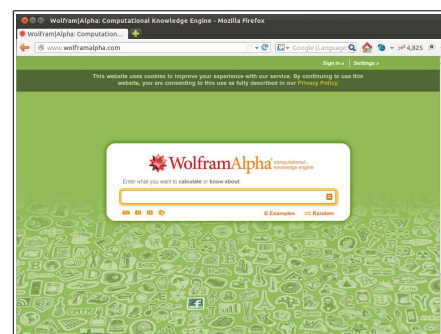 Wolfram|Alpha: Computational Knowledge Engine - Mozilla Firefox
Wolfram|Alpha: Computation...
www.wolframalpha.com
Google (Language
4,825
Sign in
Settings
This website uses cookies to improve your experience with our service. By continuing to use this
website, you are consenting to this use as fully described in our Privacy Policy.
WolframAlpha computational..
knowledge engine
Enter what you want to calculate or know about:
Examples
Random